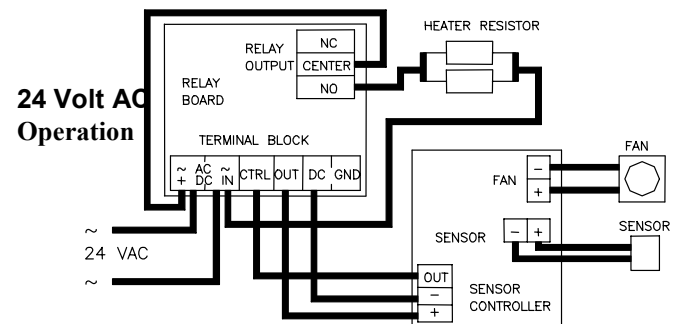 HEATER RESISTOR
RELAY
OUTPUT
NC
CENTER
NO
RELAY
BOARD
24 Volt AC
Operation
TERMINAL BLOCK
~
+
AC
DC
~
IN
CTRL
OUT
DC
GND
FAN
FAN
-
+
~
24 VAC
~
SENSOR
- +
SENSOR
OUT
-
+
SENSOR
CONTROLLER